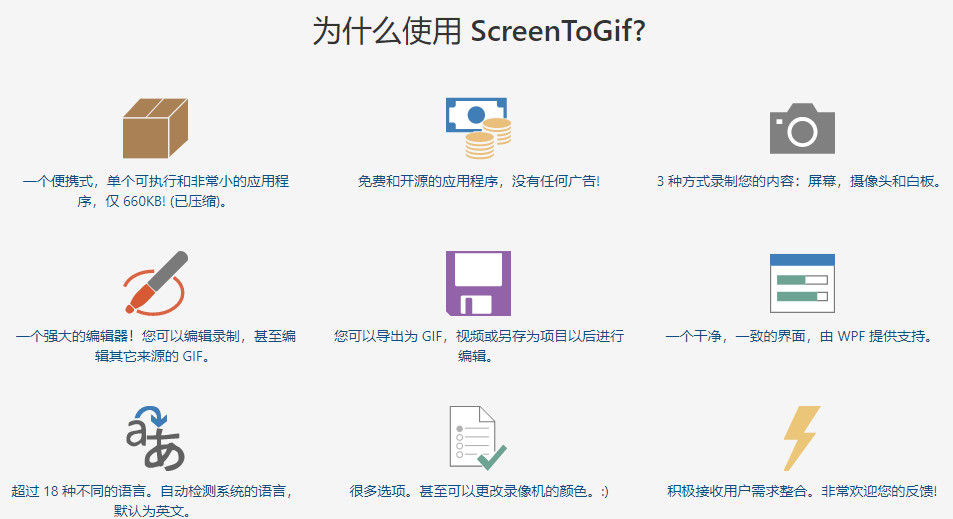 为什么使用 ScreenToGif?
一个便携式，单个可执行和非常小的应用程
序，仅 660KB! (已压缩)。
免费和开源的应用程序，没有任何广告!
3 种方式录制您的内容：屏幕，摄像头和白板。
一个强大的编辑器！您可以编辑录制，甚至编
辑其它来源的 GIF。
您可以导出为 GIF，视频或另存为项目以后进行
编辑。
一个干净，一致的界面，由 WPF 提供支持。
aあ
超过 18 种不同的语言。自动检测系统的语言，
默认为英文。
很多选项。甚至可以更改录像机的颜色。:)
积极接收用户需求整合。非常欢迎您的反馈!